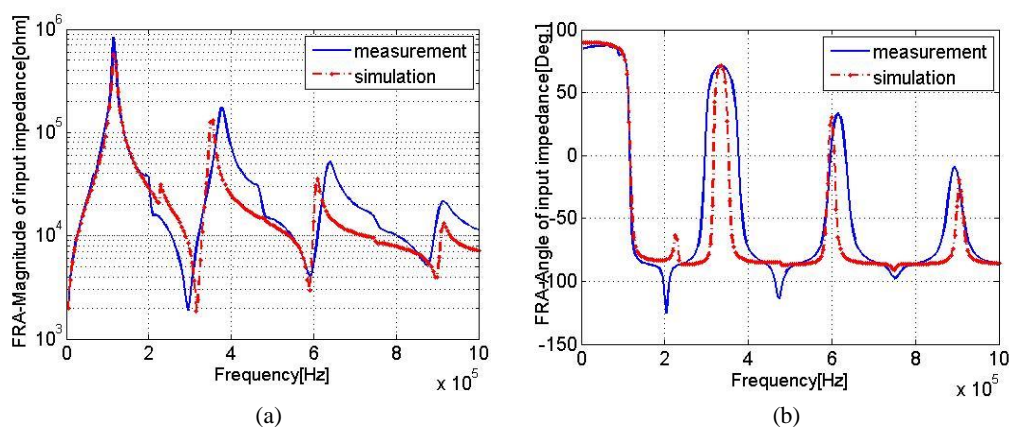 FRA-Magnitude of input impedance[ohm]
10^6
10^5
10^4
10^3
measurement
simulation
0 2 4 6 8 10
Frequency[Hz]
x 10^5
(a)
FRA-Angle of input impedance[Deg.]
100
50
0
-50
-100
-150
measurement
simulation
0 2 4 6 8 10
Frequency[Hz]
x 10^5
(b)